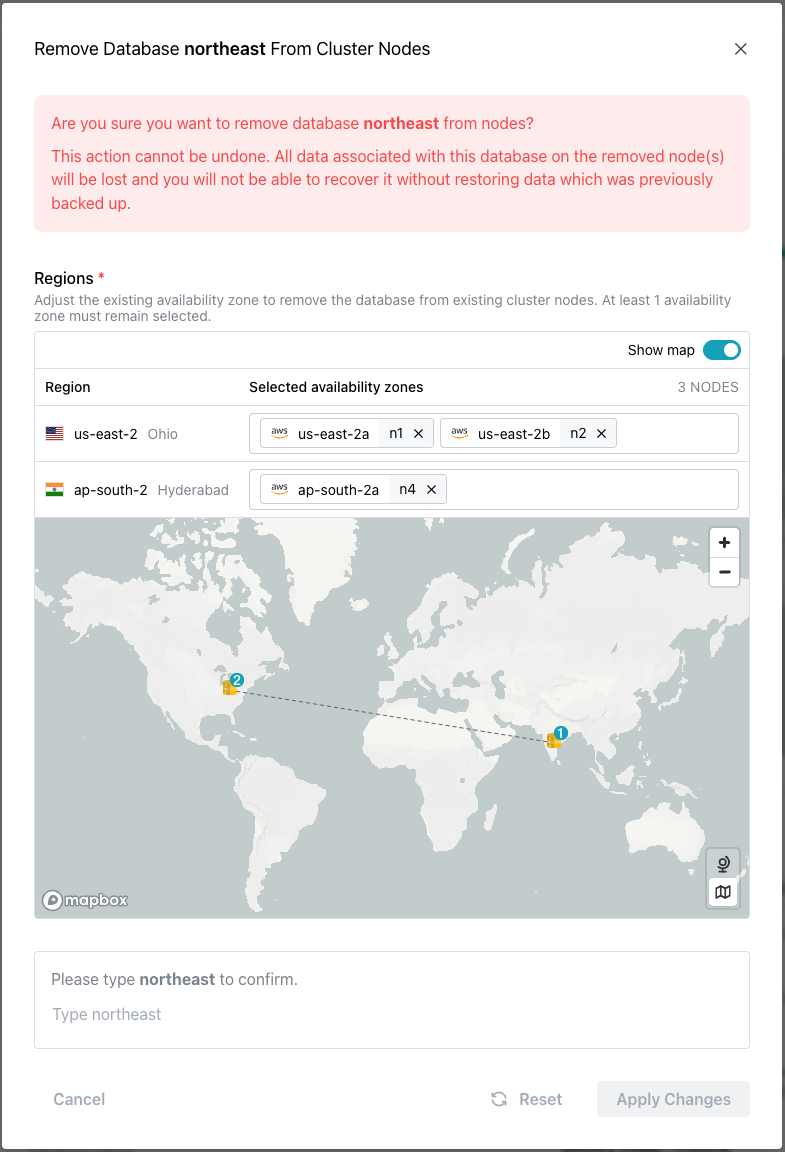 Remove Database northeast From Cluster Nodes
Are you sure you want to remove database northeast from nodes?
This action cannot be undone. All data associated with this database on the removed node(s)
will be lost and you will not be able to recover it without restoring data which was previously
backed up.
Regions *
Adjust the existing availability zone to remove the database from existing cluster nodes. At least 1 availability
zone must remain selected.
Show map
Region Selected availability zones 3 NODES
us-east-2 Ohio aws us-east-2a n1 aws us-east-2b n2
ap-south-2 Hyderabad aws ap-south-2a n4
2
1
mapbox
Please type northeast to confirm.
Type northeast
Cancel Reset Apply Changes